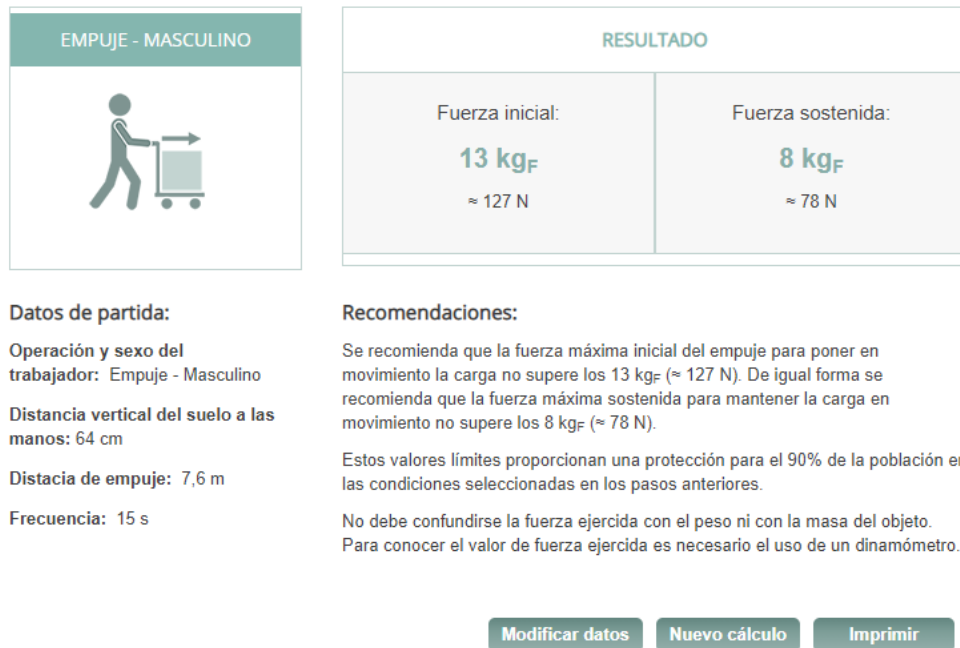 EMPUJE - MASCULINO
RESULTADO
Fuerza inicial:
13 kgF
≈ 127 N
Fuerza sostenida:
8 kgF
≈ 78 N
Datos de partida:
Operación y sexo del
trabajador: Empuje - Masculino
Distancia vertical del suelo a las
manos: 64 cm
Distacia de empuje: 7,6 m
Frecuencia: 15 s
Recomendaciones:
Se recomienda que la fuerza máxima inicial del empuje para poner en
movimiento la carga no supere los 13 kgF (≈ 127 N). De igual forma se
recomienda que la fuerza máxima sostenida para mantener la carga en
movimiento no supere los 8 kgF (≈ 78 N).
Estos valores límites proporcionan una protección para el 90% de la población en
las condiciones seleccionadas en los pasos anteriores.
No debe confundirse la fuerza ejercida con el peso ni con la masa del objeto.
Para conocer el valor de fuerza ejercida es necesario el uso de un dinamómetro.
Modificar datos
Nuevo cálculo
Imprimir